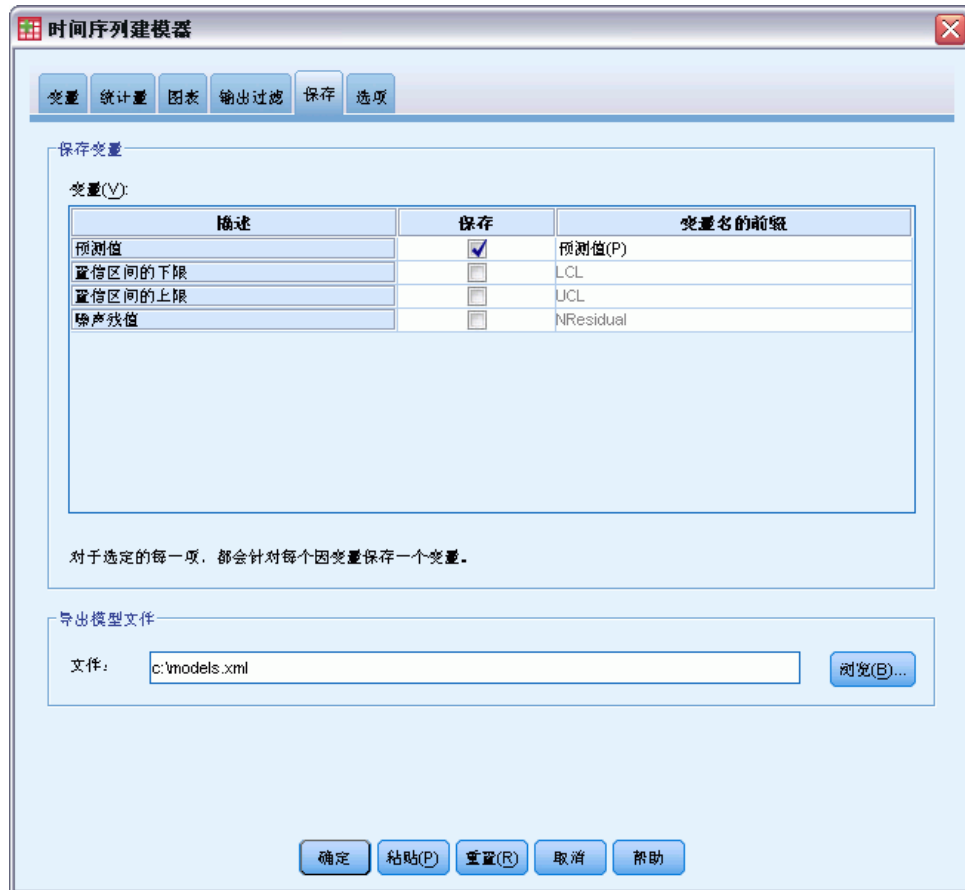 时间序列建模器
变量 统计量 图表 输出过滤 保存 选项
保存变量
变量(V):
描述 保存 变量名的前缀
预测值 预测值(P)
置信区间的下限 LCL
置信区间的上限 UCL
噪声残值 NResidual
对于选定的每一项，都会针对每个因变量保存一个变量。
导出模型文件
文件： c:\models.xml 浏览(B)...
确定 粘贴(P) 重置(R) 取消 帮助